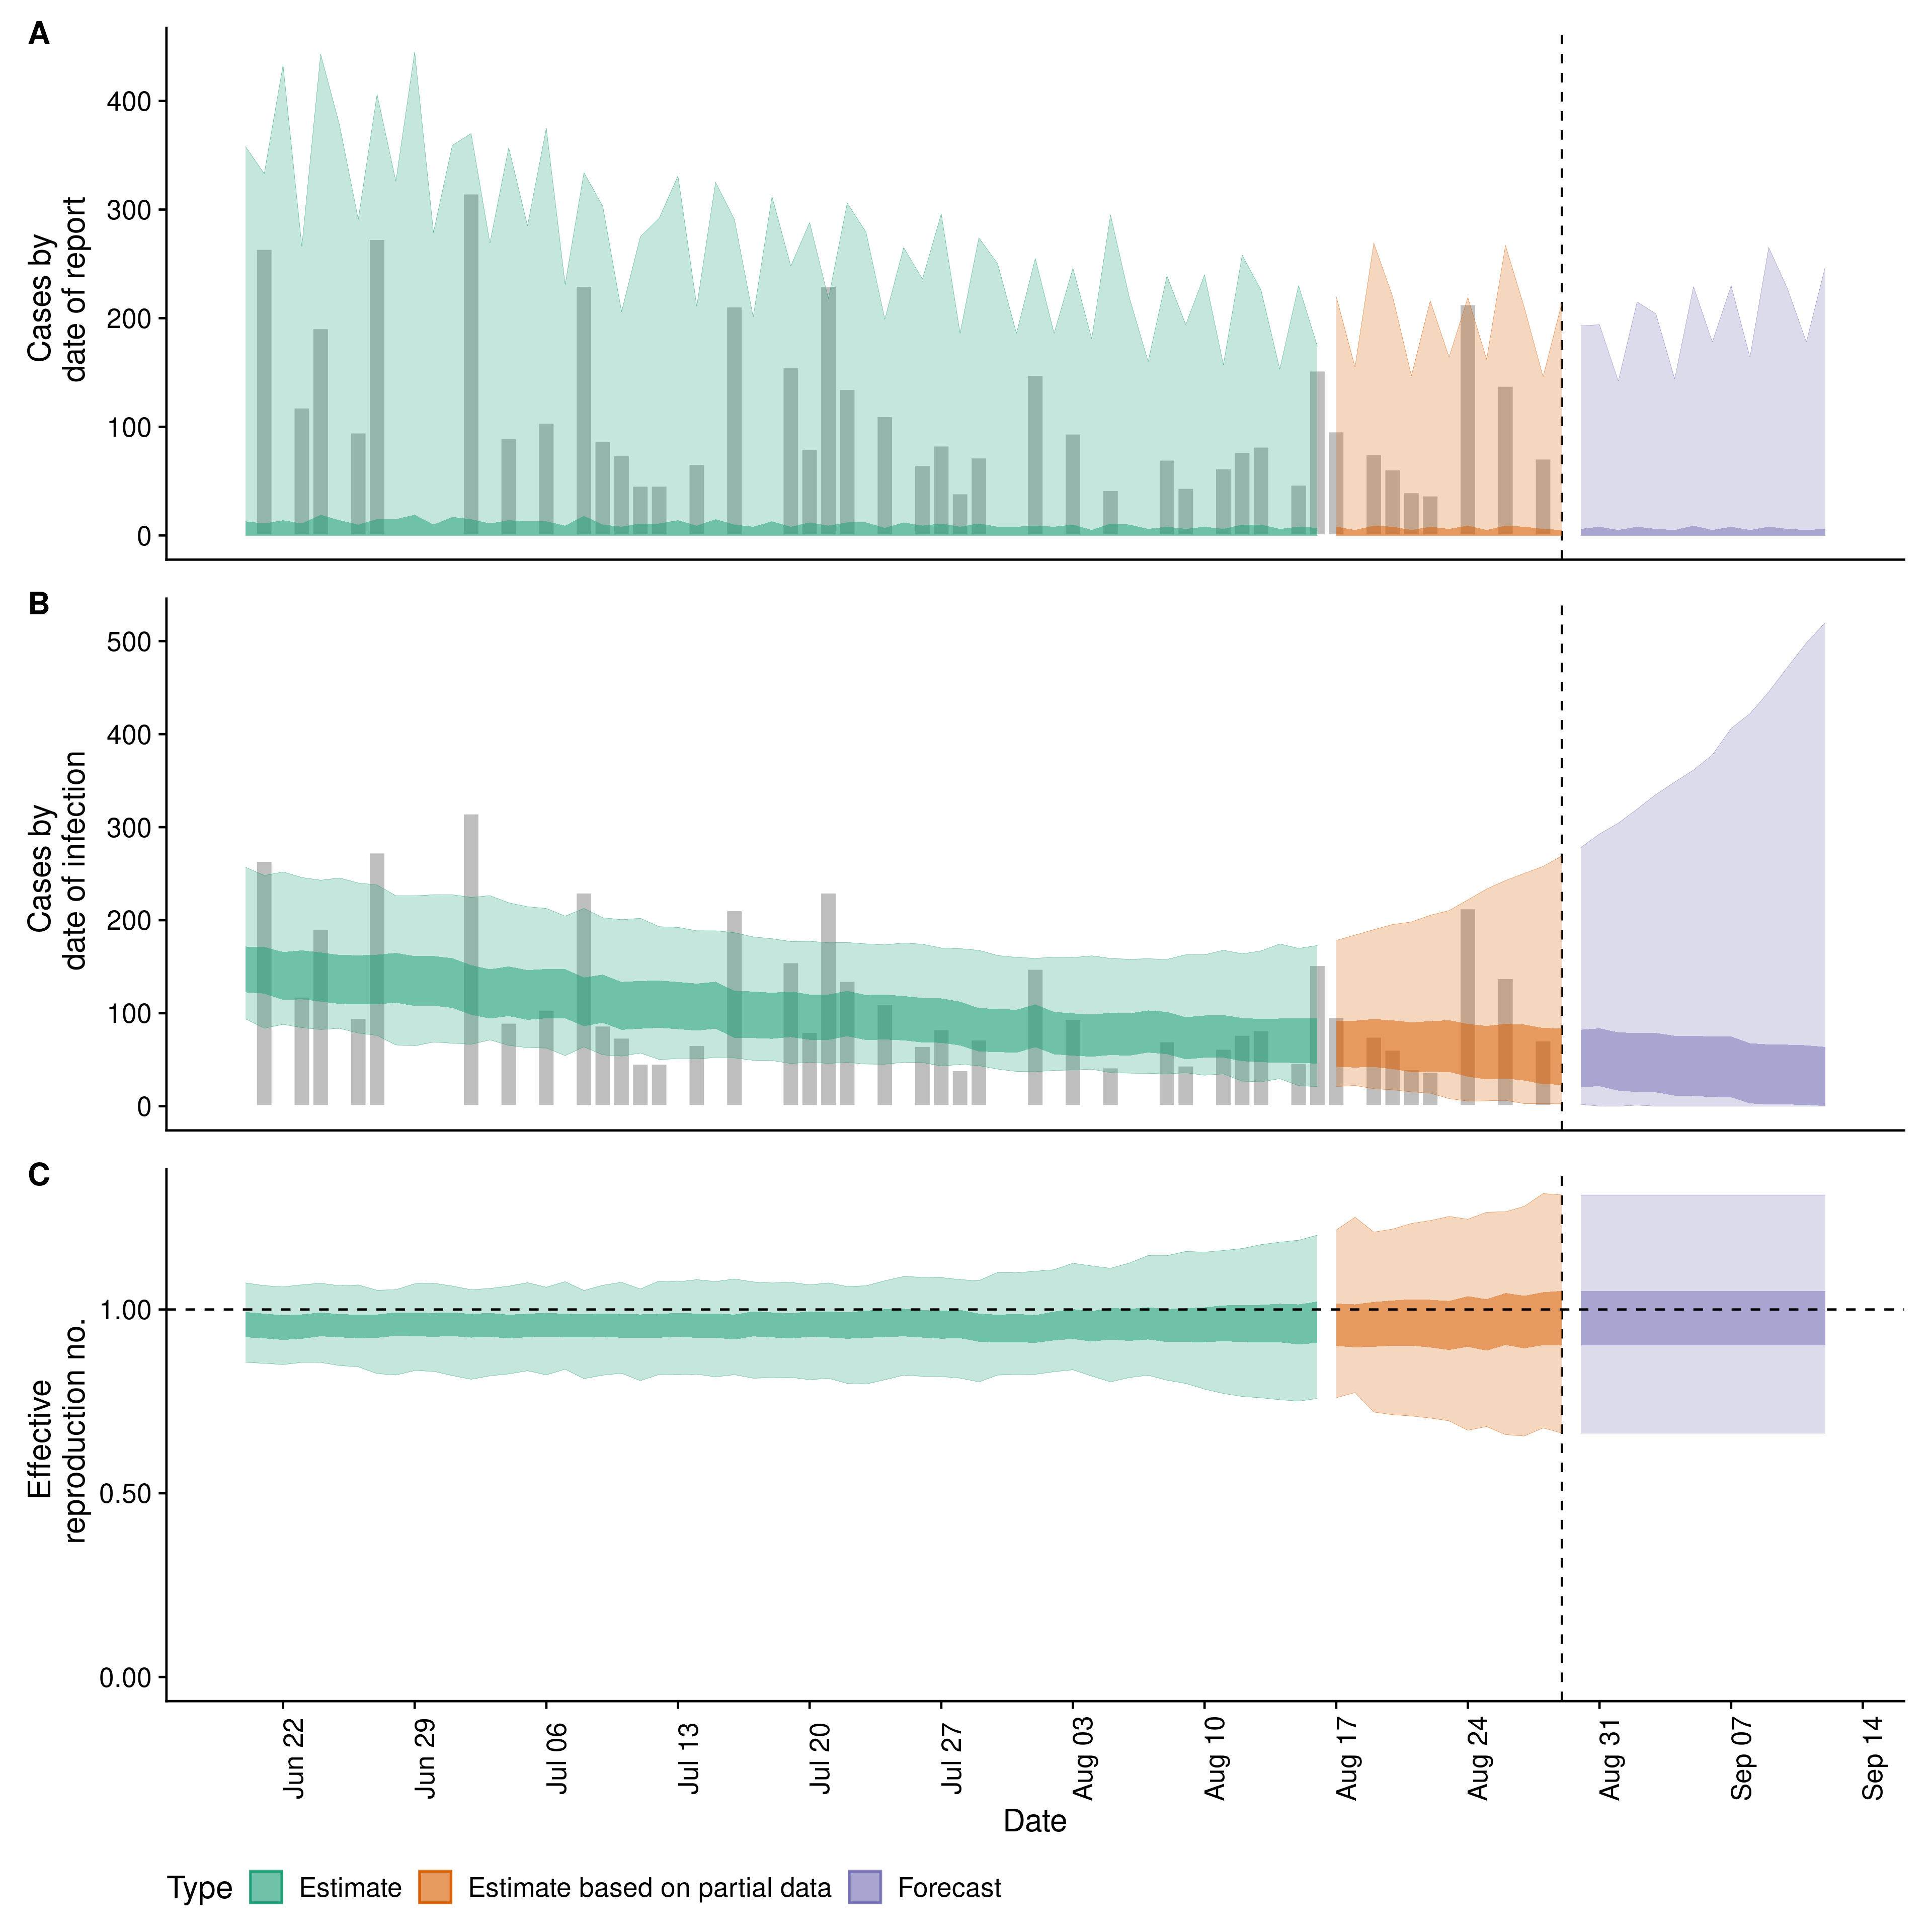 A
Cases by
date of report
400
300
200
100
0
B
Cases by
date of infection
500
400
300
200
100
0
C
Effective
reproduction no.
1.00
0.50
0.00
Jun 22
Jun 29
Jul 06
Jul 13
Jul 20
Jul 27
Aug 03
Aug 10
Aug 17
Aug 24
Aug 31
Sep 07
Sep 14
Date
Type Estimate Estimate based on partial data Forecast